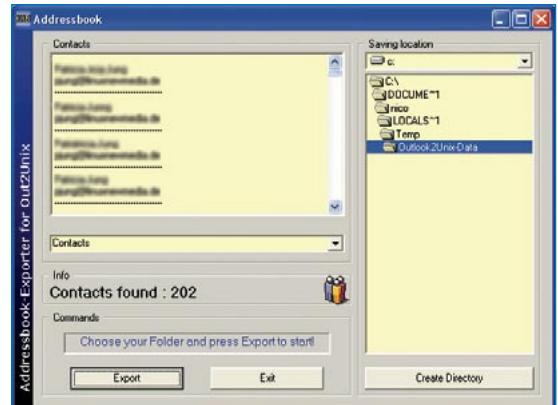 Addressbook
Addressbook-Exporter for Out2Unix
Contacts
Contacts
Info
Contacts found : 202
Commands
Choose your Folder and press Export to start!
Export
Exit
Saving location
c:
C:\
DOCUME~1
nico
LOCALS~1
Temp
Outlook2Unix-Data
Create Directory